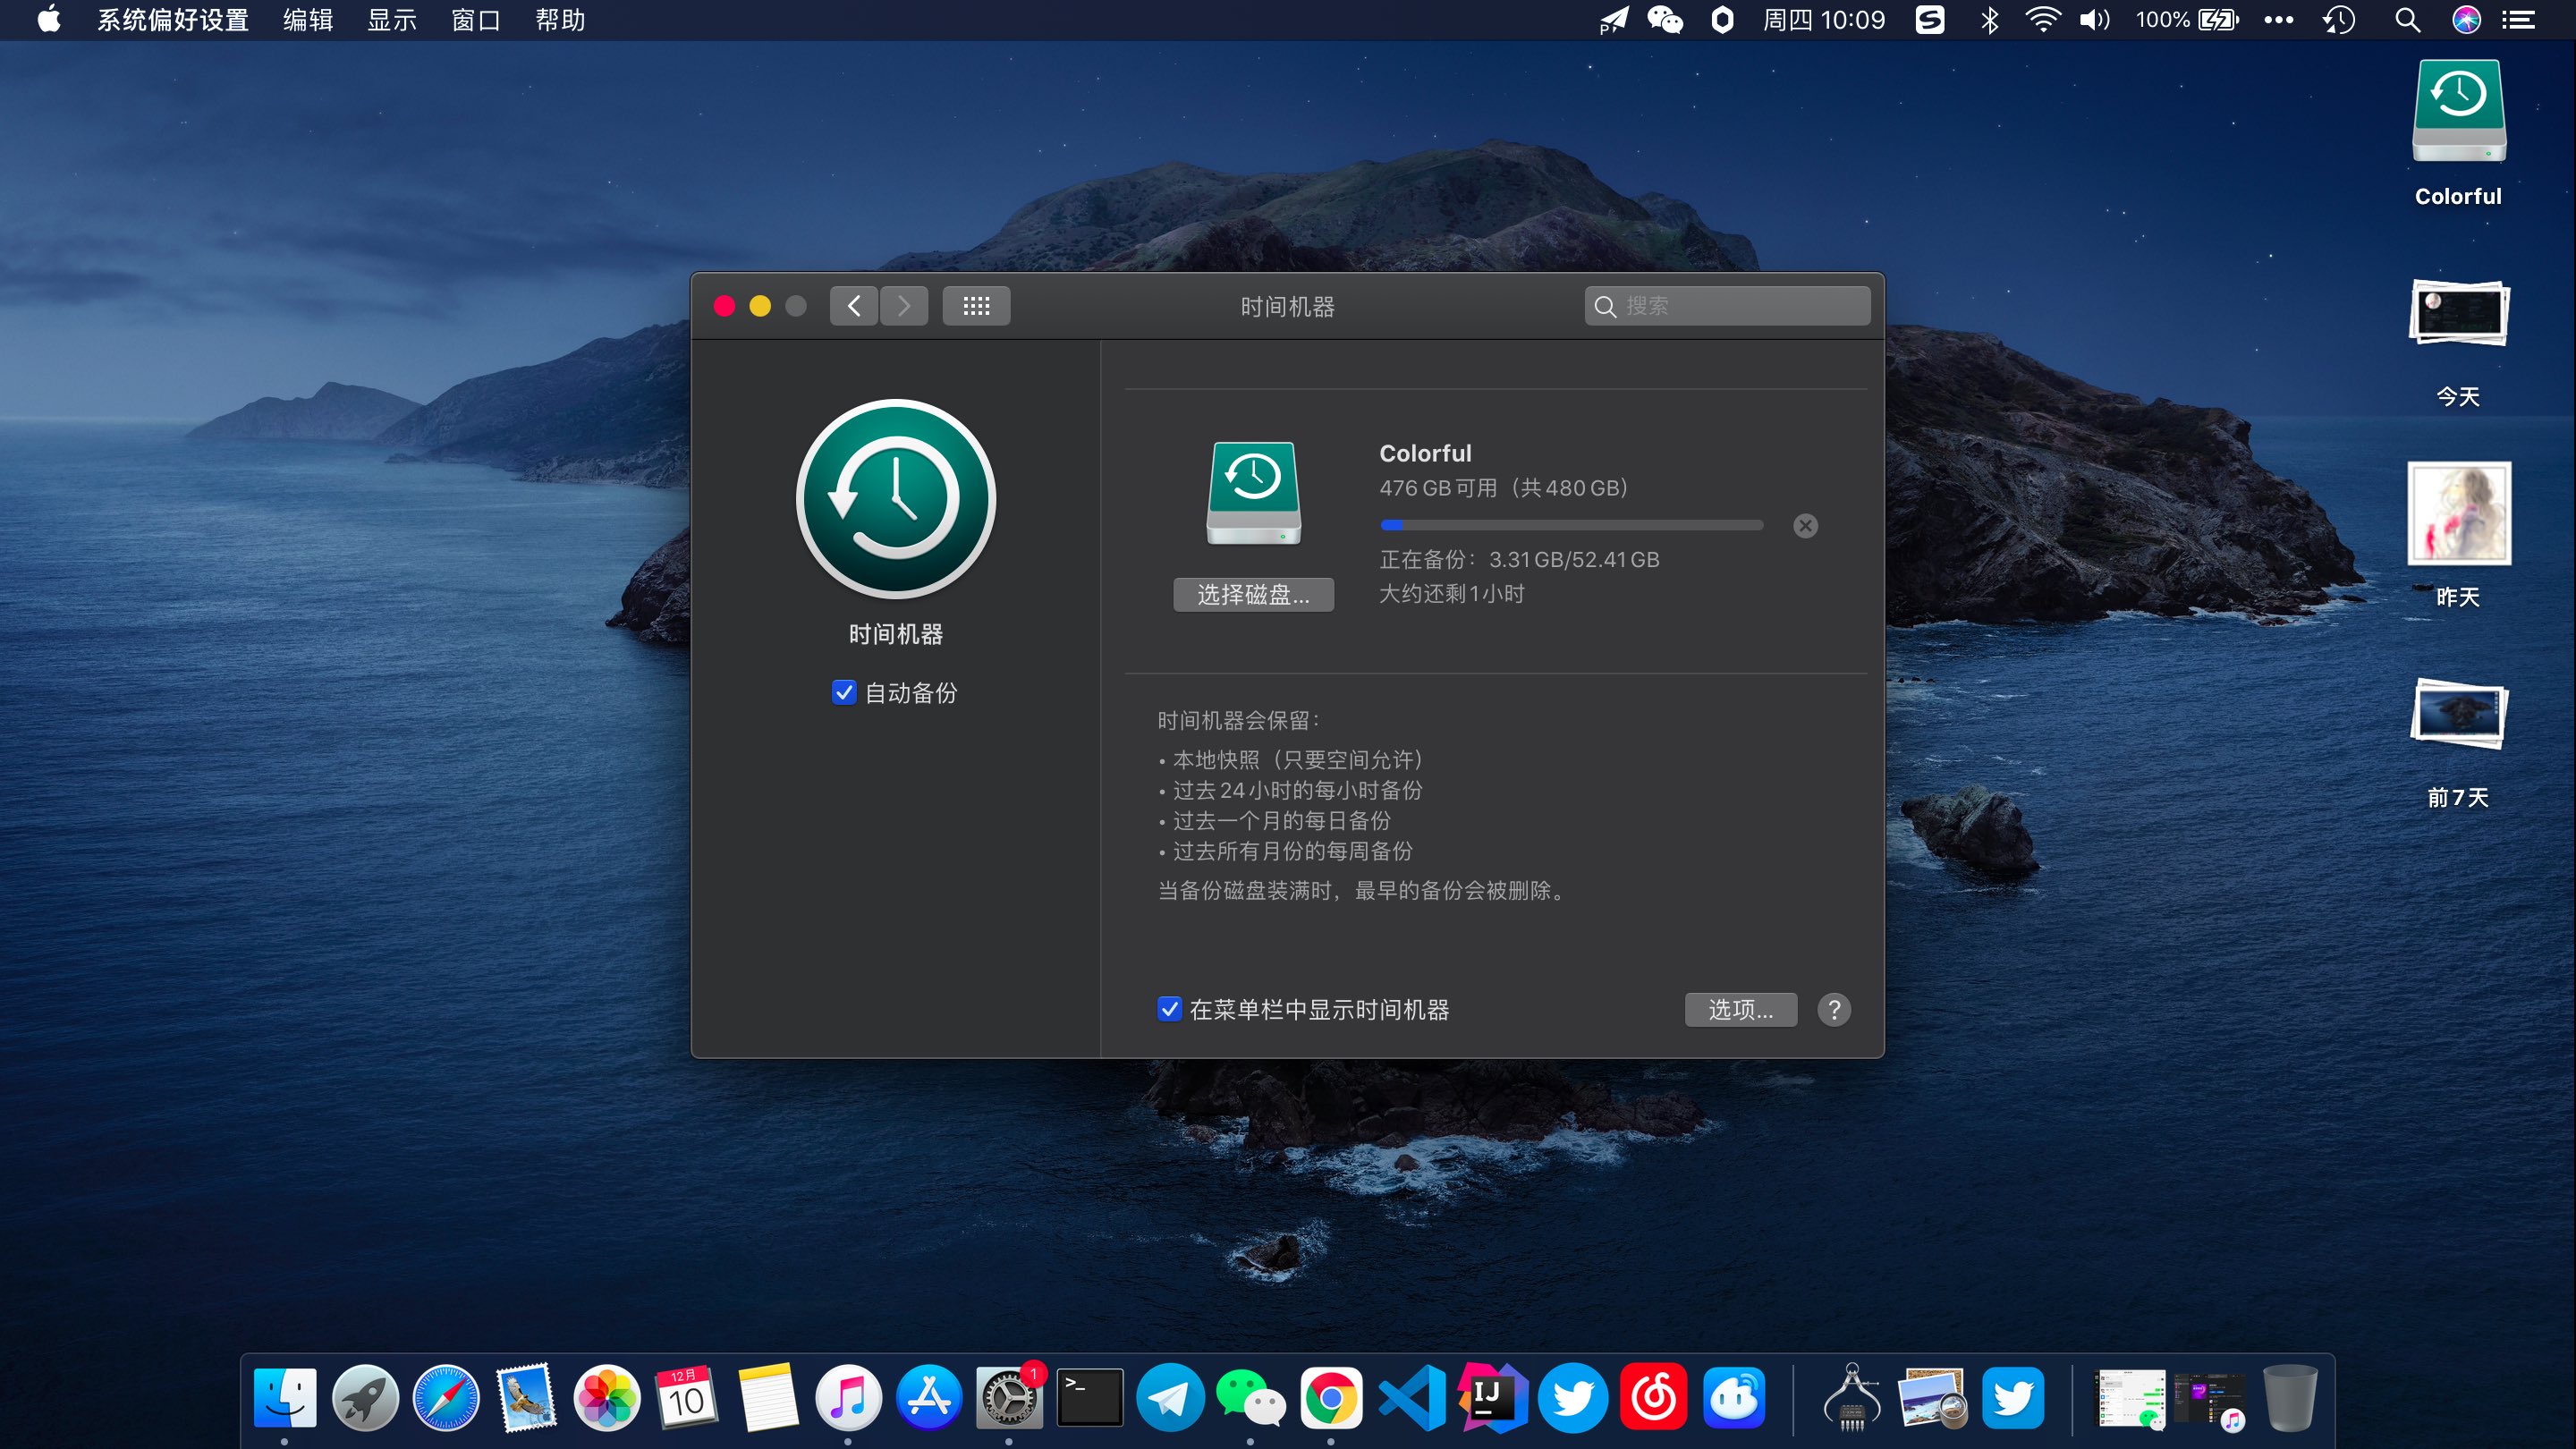 系统偏好设置 编辑 显示 窗口 帮助 P 周四 10:09 S 100%
Colorful
今天
昨天
前7天
时间机器 搜索
时间机器
自动备份
Colorful
476 GB 可用（共 480 GB）
正在备份：3.31 GB/52.41 GB
大约还剩1小时
选择磁盘...
时间机器会保留：
• 本地快照（只要空间允许）
• 过去 24 小时的每小时备份
• 过去一个月的每日备份
• 过去所有月份的每周备份
当备份磁盘装满时，最早的备份会被删除。
在菜单栏中显示时间机器 选项... ?
12月
10
1
>_
IJ